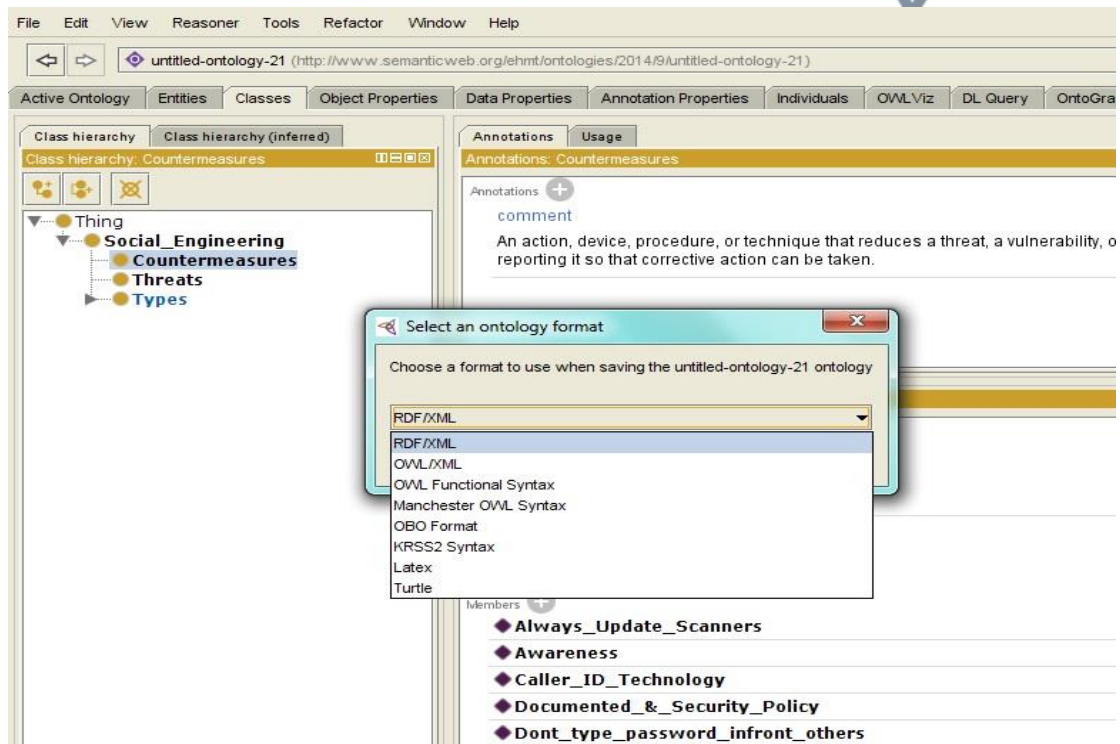 File Edit View Reasoner Tools Refactor Window Help
untitled-ontology-21 (http://www.semanticweb.org/ehmt/ontologies/2014/9/untitled-ontology-21)
Active Ontology Entities Classes Object Properties Data Properties Annotation Properties Individuals OWLViz DL Query OntoGra
Class hierarchy Class hierarchy (inferred)
Class hierarchy: Countermeasures
Thing
Social_Engineering
Countermeasures
Threats
Types
Annotations Usage
Annotations: Countermeasures
Annotations
comment
An action, device, procedure, or technique that reduces a threat, a vulnerability, o
reporting it so that corrective action can be taken.
Select an ontology format
Choose a format to use when saving the untitled-ontology-21 ontology
RDF/XML
RDF/XML
OWL/XML
OWL Functional Syntax
Manchester OWL Syntax
OBO Format
KRSS2 Syntax
Latex
Turtle
Members
Always_Update_Scanners
Awareness
Caller_ID_Technology
Documented_&_Security_Policy
Dont_type_password_infront_others